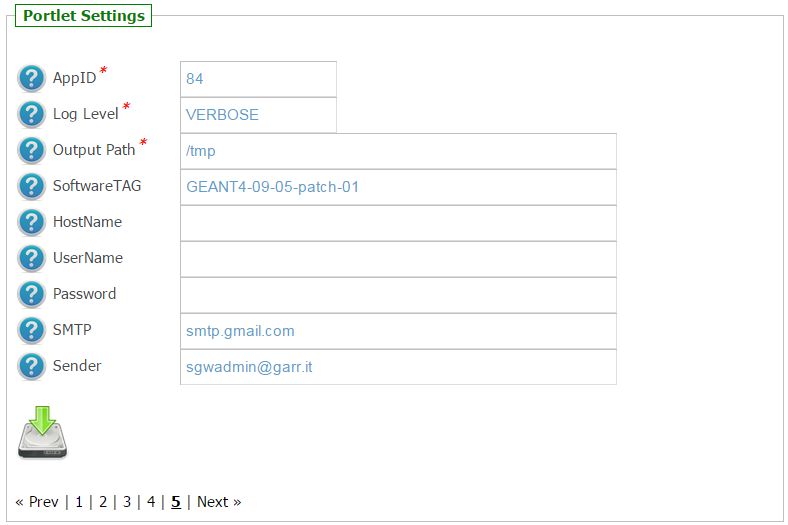 Portlet Settings
? AppID * 84
? Log Level * VERBOSE
? Output Path * /tmp
? SoftwareTAG GEANT4-09-05-patch-01
? HostName
? UserName
? Password
? SMTP smtp.gmail.com
? Sender sgwadmin@garr.it
« Prev | 1 | 2 | 3 | 4 | 5 | Next »